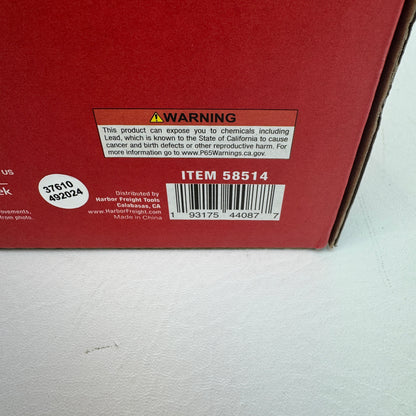 WARNING
This product can expose you to chemicals including
Lead, which is known to the State of California to cause
cancer and birth defects or other reproductive harm. For
more information go to www.P65Warnings.ca.gov.
US
ITEM 58514
37610
492024
Distributed by
Harbor Freight Tools
Calabasas, CA
www.HarborFreight.com
Made in China
from photo.
1 93175 44087 7